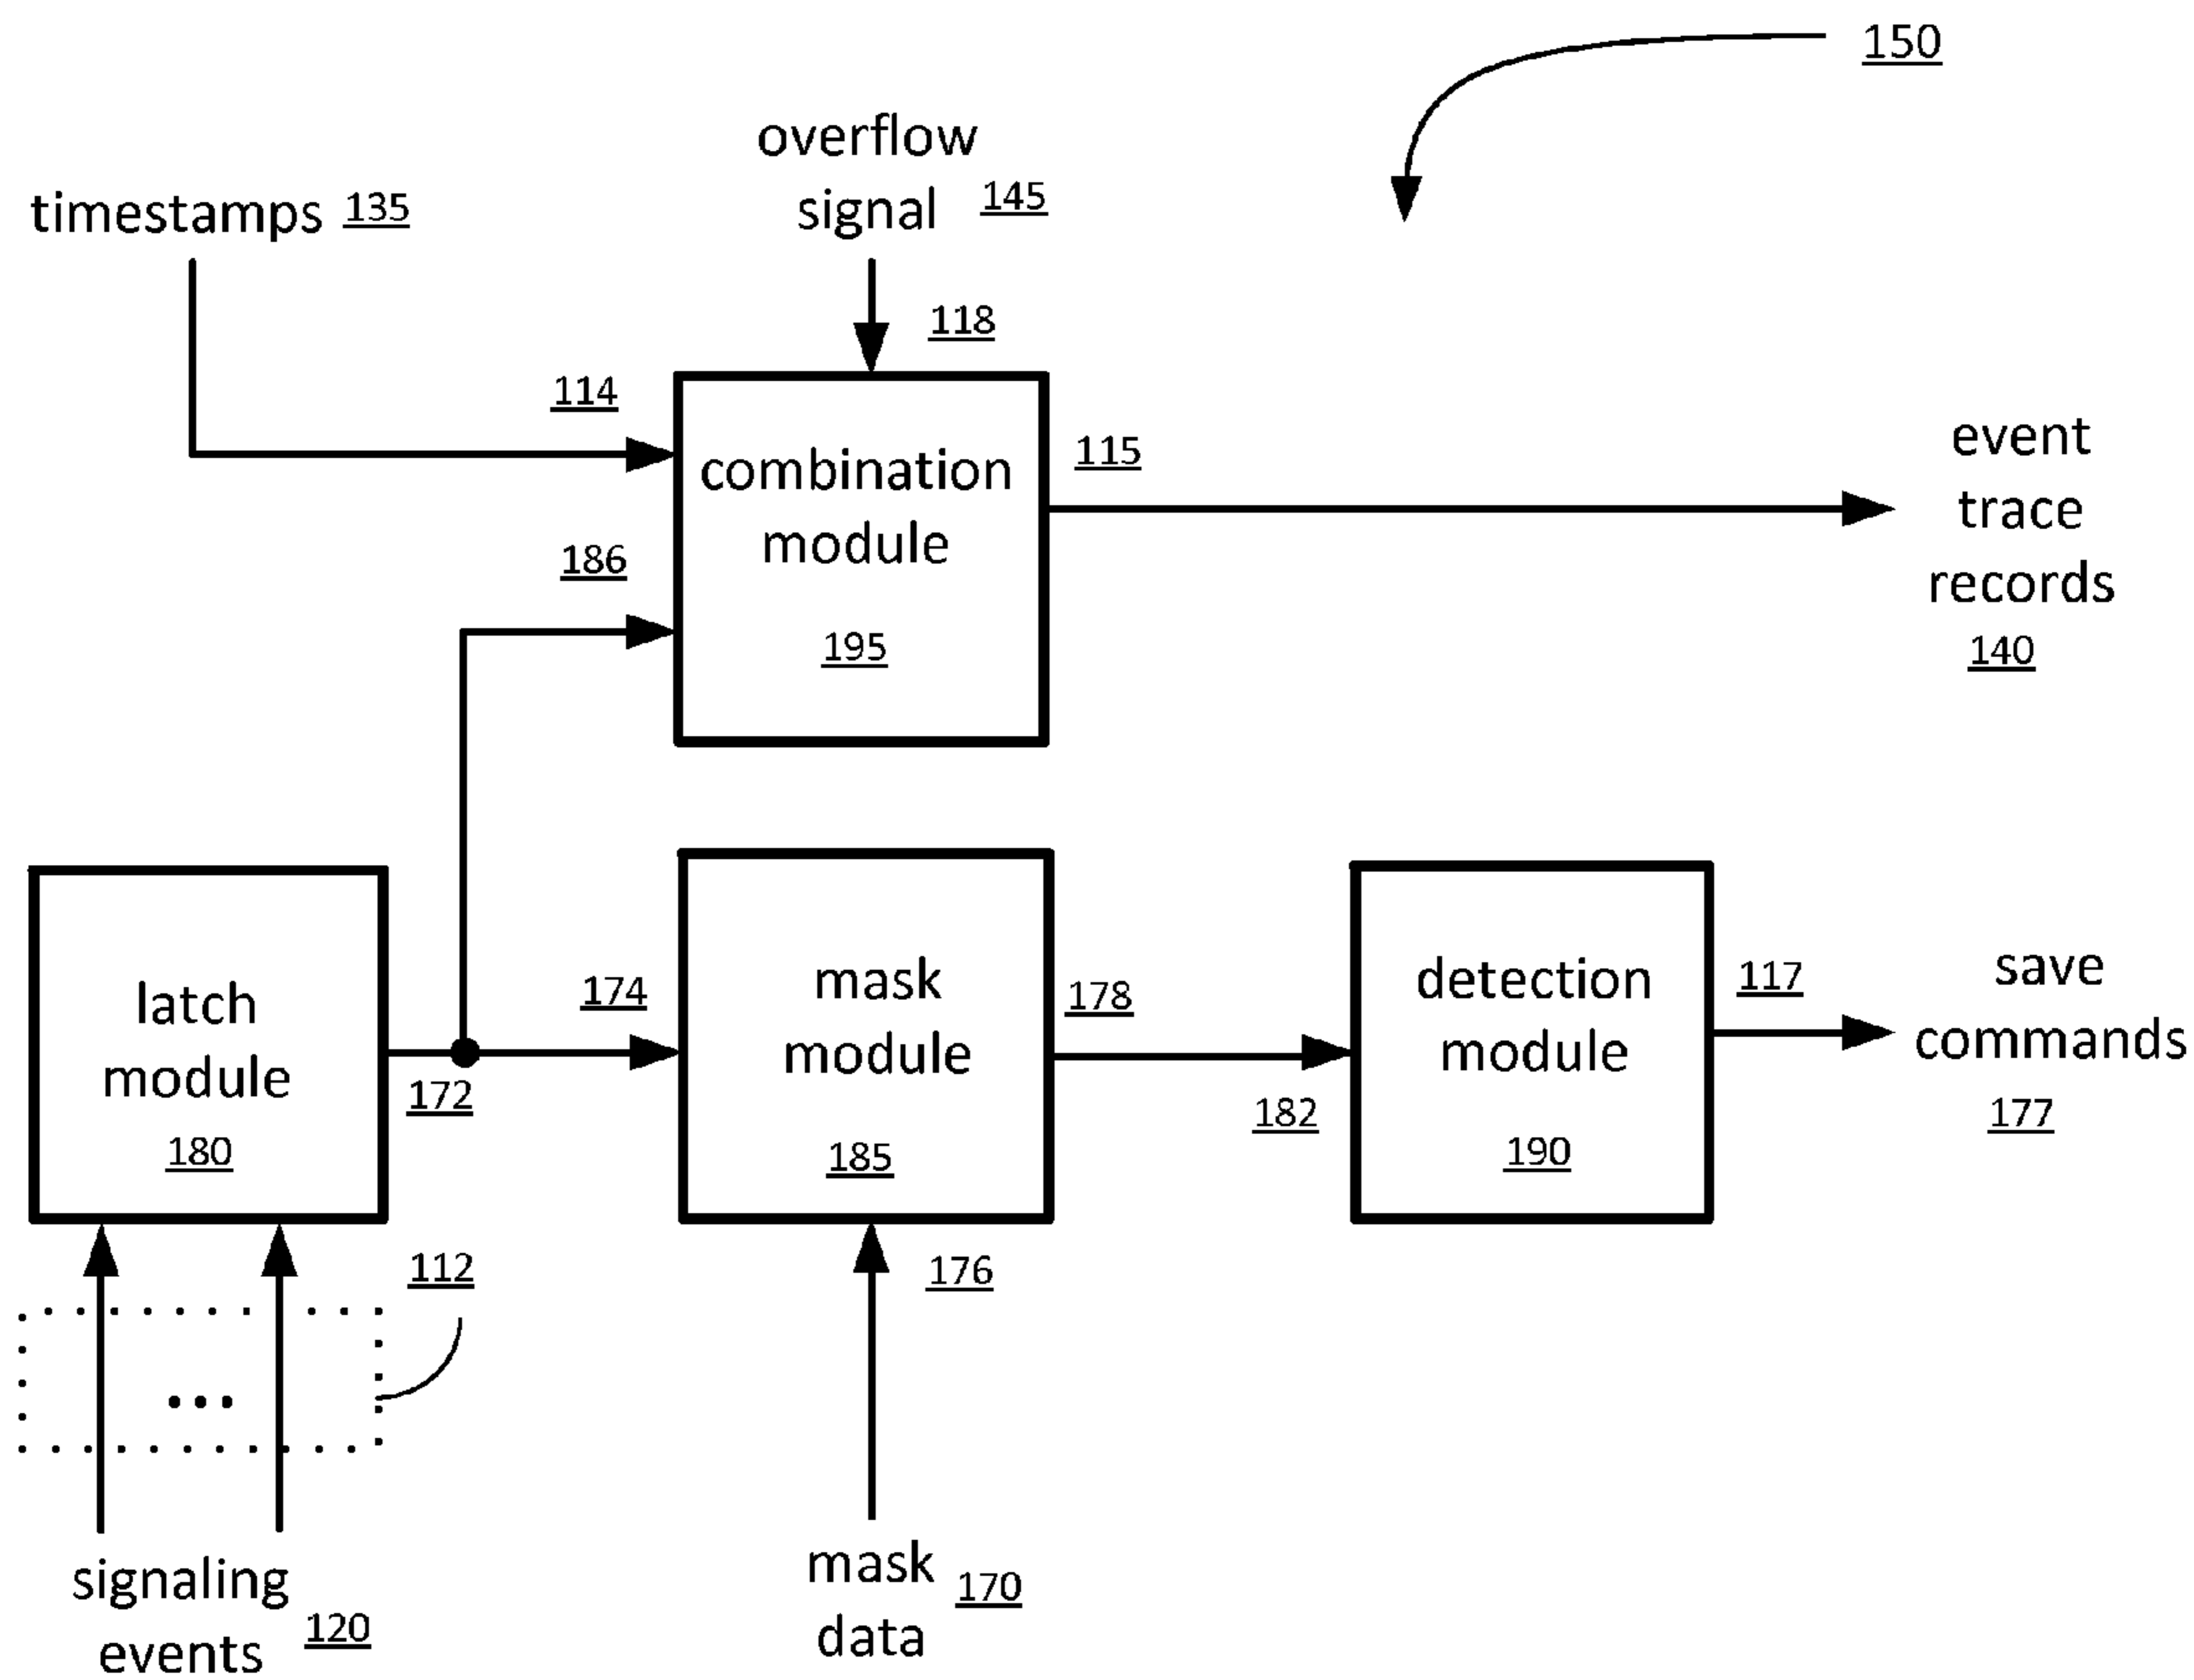 150
overflow
signal 145
timestamps 135
118
114
combination
module
195
115
186
event
trace
records
140
latch
module
180
172
174
mask
module
185
178
182
detection
module
190
117
save
commands
177
112
...
176
signaling
events 120
mask
data 170